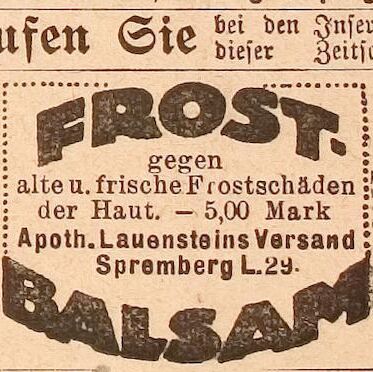 ufen Sie bei den Inser
dieser Zeitsc
FROST-
gegen
alte u. frische Frostschäden
der Haut. — 5,00 Mark
Apoth. Lauensteins Versand
Spremberg L. 29.
BALSAM